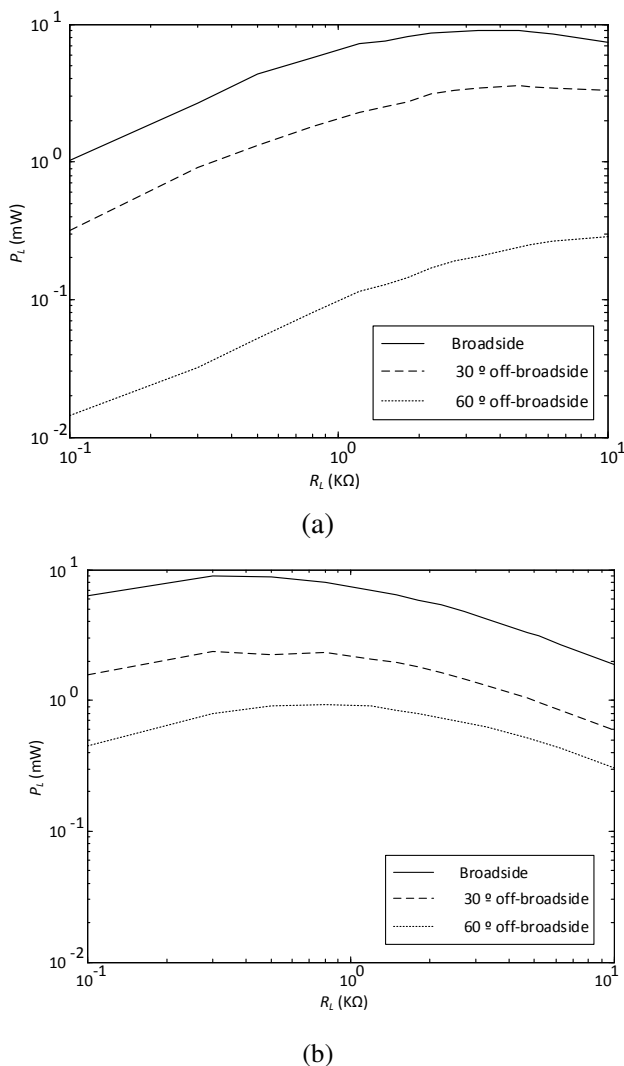 10¹
10⁰
10⁻¹
10⁻²
P_L (mW)
Broadside
30 º off-broadside
60 º off-broadside
10⁻¹ 10⁰ 10¹
R_L (KΩ)
(a)
10¹
10⁰
10⁻¹
10⁻²
P_L (mW)
Broadside
30 º off-broadside
60 º off-broadside
10⁻¹ 10⁰ 10¹
R_L (KΩ)
(b)